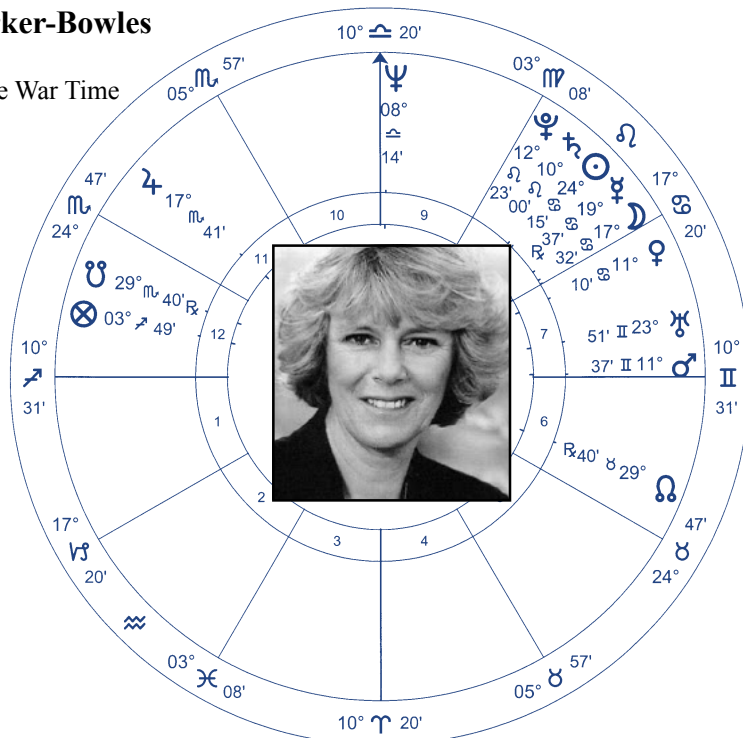 rker-Bowles
e War Time
10° ♎ 20'
05° ♏ 57'
03° ♍ 08'
♆
08°
♎
14'
♇ ♄ ☉ ☿ ☽
♌
12° ♌ 23'
10° ♌ 00'
24° ♋ 15'
19° ♋ 37' ℞
17° ♋ 32'
17° ♋ 20'
♀ 11° ♋ 10'
♃ 17° ♏ 41'
47' ♏ 24°
10 9
11
☋ 29° ♏ 40' ℞
⊗ 03° ♐ 49'
12 7
51' ♊ 23° ♅
37' ♊ 11° ♂
10° ♐ 31'
10° ♊ 31'
1 6
℞ 40' ♉ 29° ☊
2
3 4
17° ♑ 20'
47' ♉ 24°
♒
03° ♓ 08'
05° ♉ 57'
10° ♈ 20'